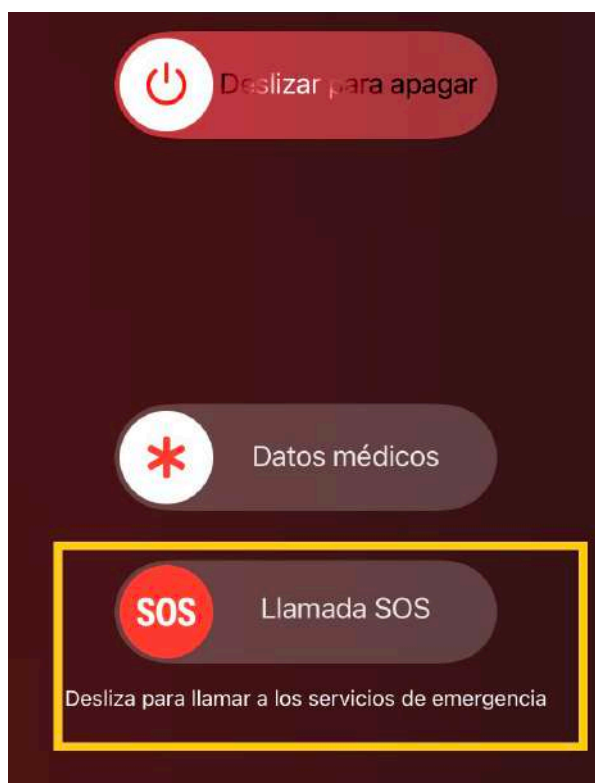 Deslizar para apagar
Datos médicos
SOS Llamada SOS
Desliza para llamar a los servicios de emergencia